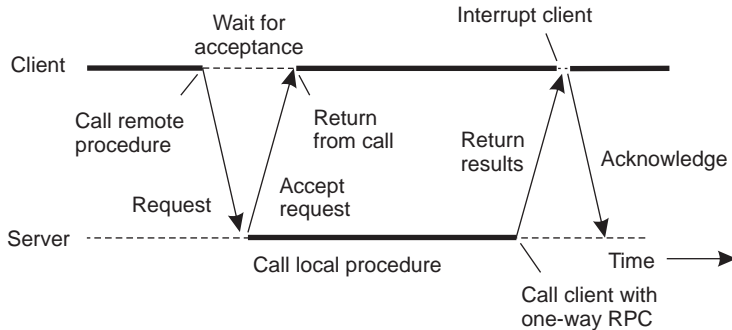 Interrupt client
Wait for
acceptance
Client
Call remote
procedure
Return
from call
Return
results
Acknowledge
Request
Accept
request
Server
Call local procedure
Time
Call client with
one-way RPC